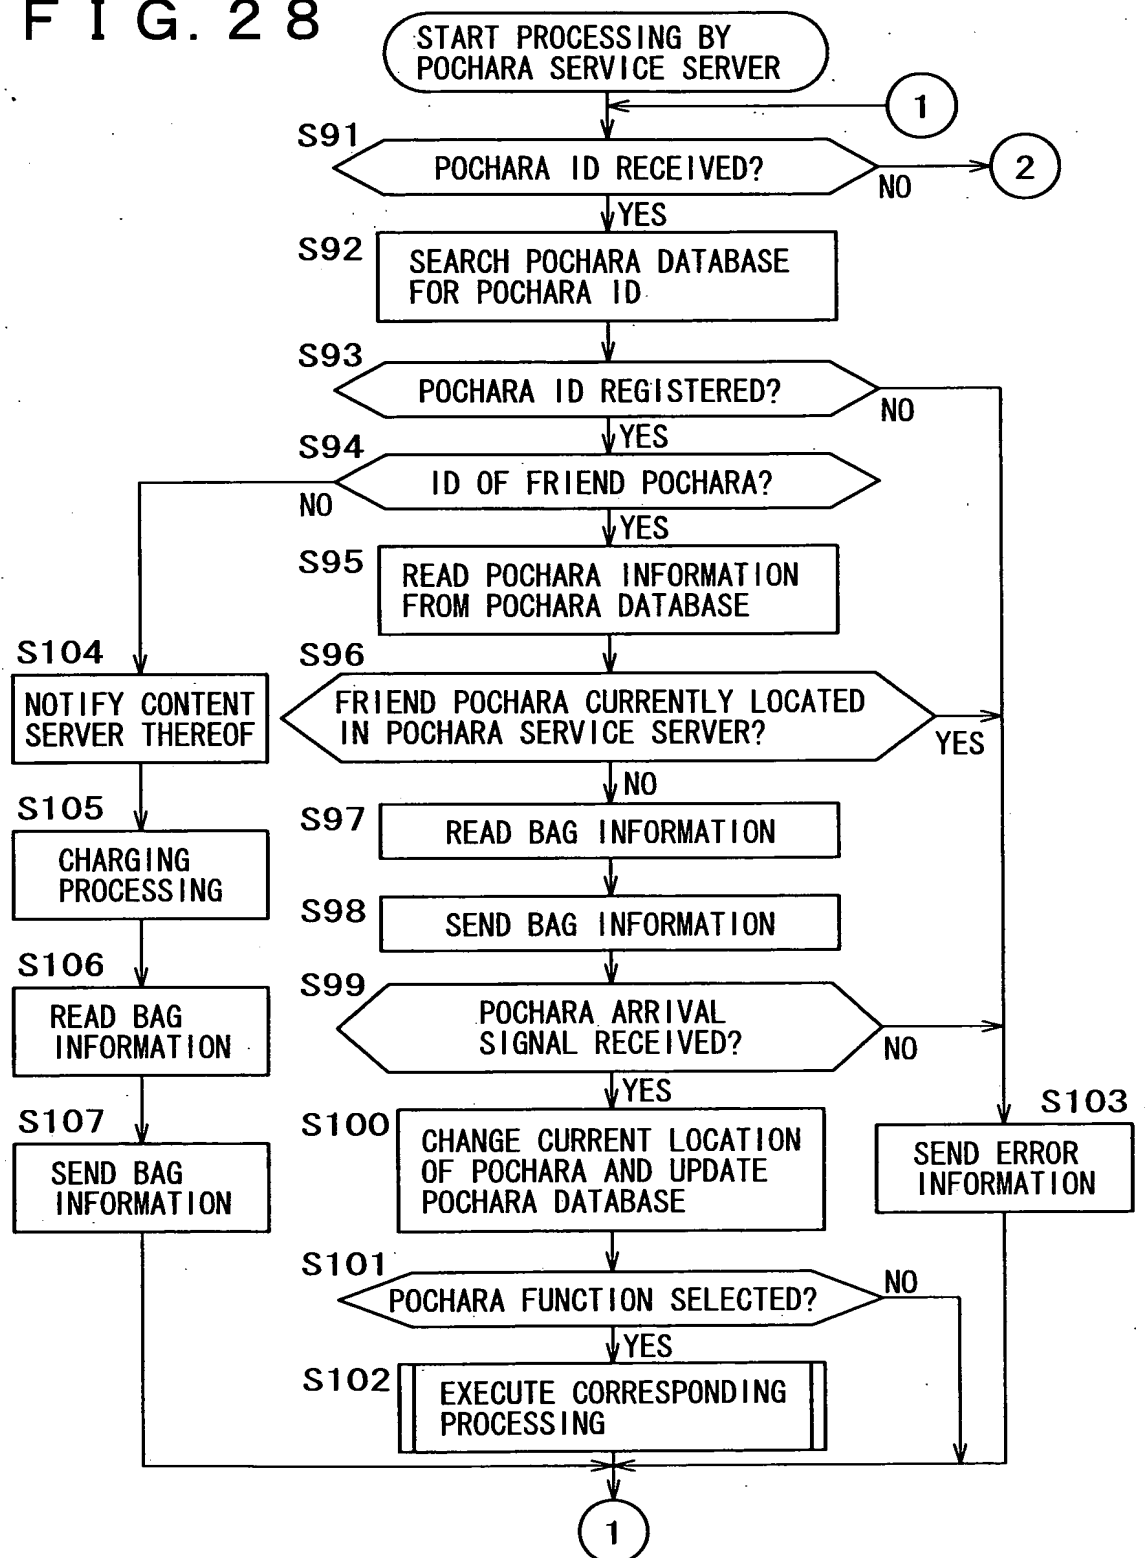 FIG. 28
START PROCESSING BY
POCHARA SERVICE SERVER
1
S91
POCHARA ID RECEIVED?
NO
2
YES
S92
SEARCH POCHARA DATABASE
FOR POCHARA ID
S93
POCHARA ID REGISTERED?
NO
YES
S94
ID OF FRIEND POCHARA?
NO
YES
S95
READ POCHARA INFORMATION
FROM POCHARA DATABASE
S104
NOTIFY CONTENT
SERVER THEREOF
S96
FRIEND POCHARA CURRENTLY LOCATED
IN POCHARA SERVICE SERVER?
YES
NO
S105
CHARGING
PROCESSING
S97
READ BAG INFORMATION
S98
SEND BAG INFORMATION
S106
READ BAG
INFORMATION
S99
POCHARA ARRIVAL
SIGNAL RECEIVED?
NO
YES
S107
SEND BAG
INFORMATION
S100
CHANGE CURRENT LOCATION
OF POCHARA AND UPDATE
POCHARA DATABASE
S103
SEND ERROR
INFORMATION
S101
POCHARA FUNCTION SELECTED?
NO
YES
S102
EXECUTE CORRESPONDING
PROCESSING
1